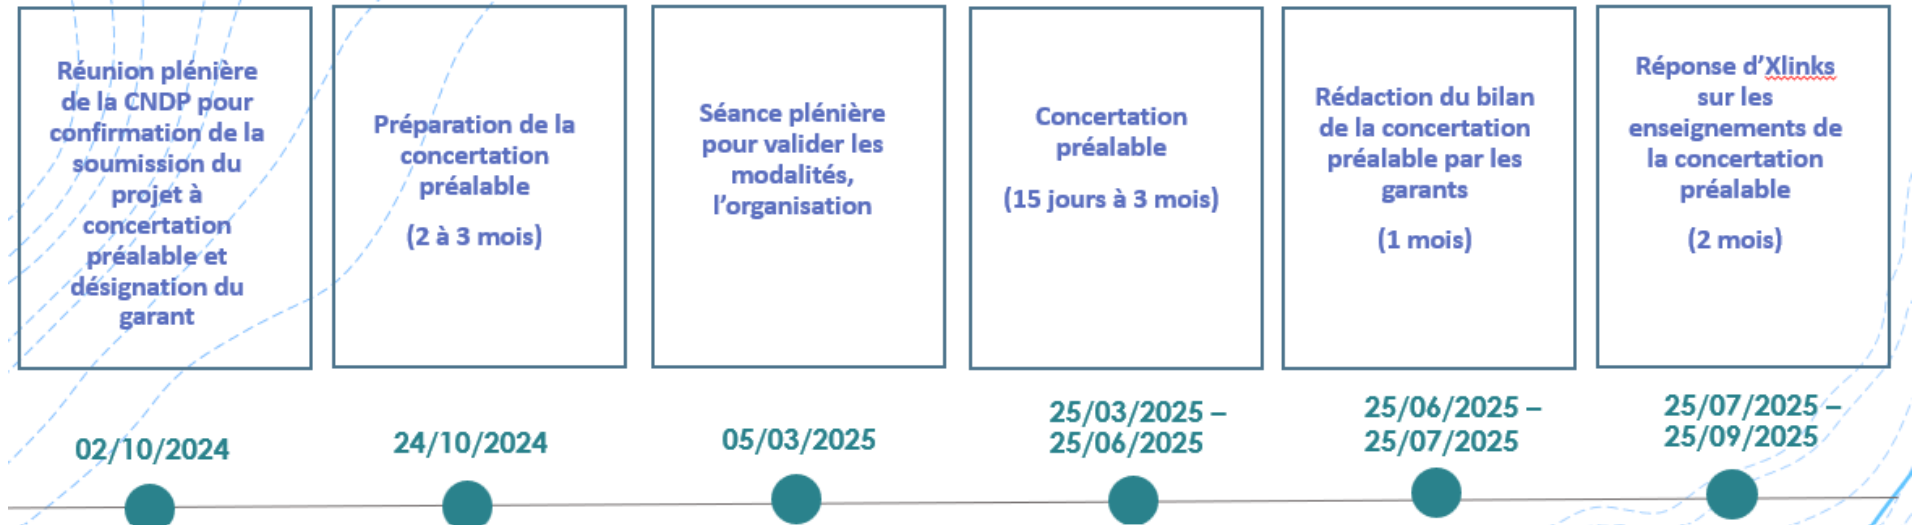 Réunion plénière
de la CNDP pour
confirmation de la
soumission du
projet à
concertation
préalable et
désignation du
garant
02/10/2024
Préparation de la
concertation
préalable
(2 à 3 mois)
24/10/2024
Séance plénière
pour valider les
modalités,
l’organisation
05/03/2025
Concertation
préalable
(15 jours à 3 mois)
25/03/2025 –
25/06/2025
Rédaction du bilan
de la concertation
préalable par les
garants
(1 mois)
25/06/2025 –
25/07/2025
Réponse d’Xlinks
sur les
enseignements de
la concertation
préalable
(2 mois)
25/07/2025 –
25/09/2025